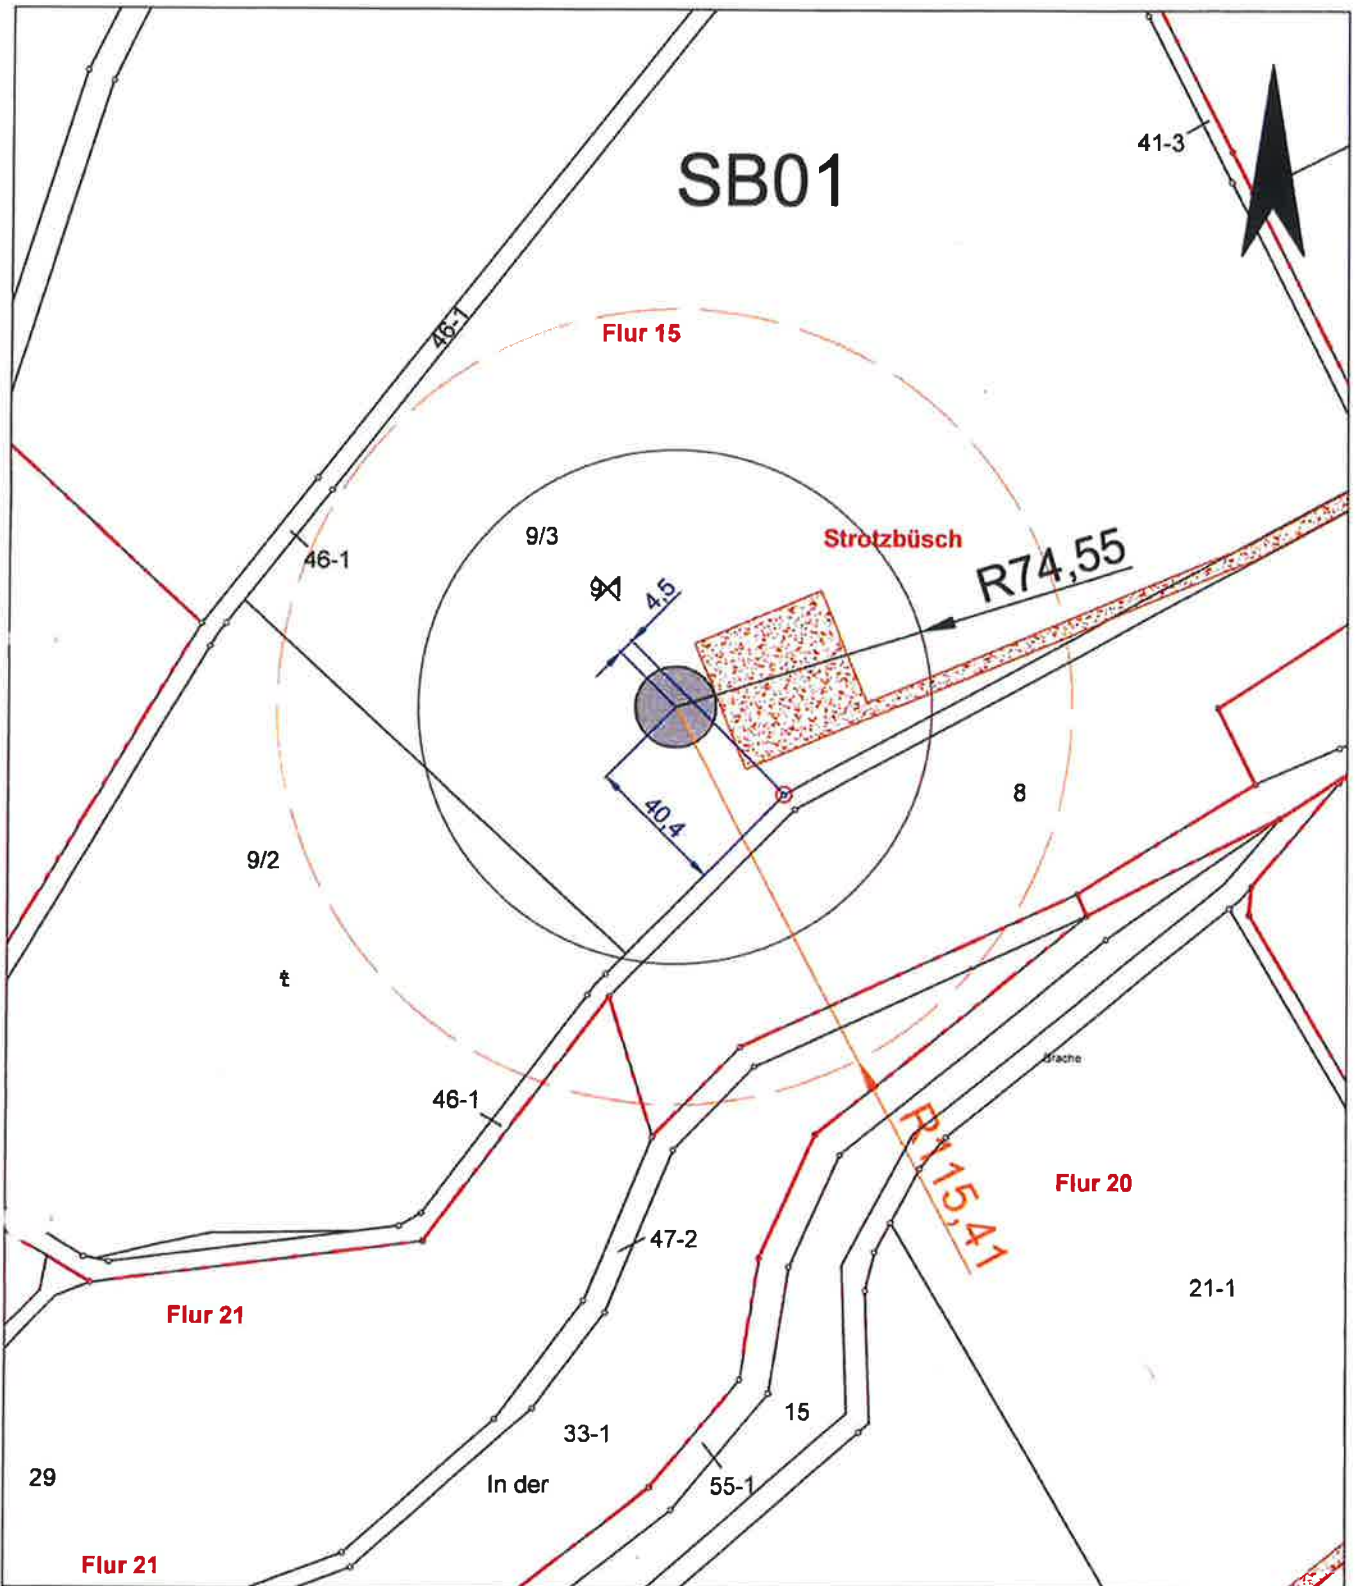 41-3
SB01
46-1
Flur 15
9/3
Strotzbüsch
R74,55
46-1
4,5
40,4
8
9/2
46-1
Brache
R115,41
Flur 20
47-2
21-1
Flur 21
15
33-1
29
In der
55-1
Flur 21